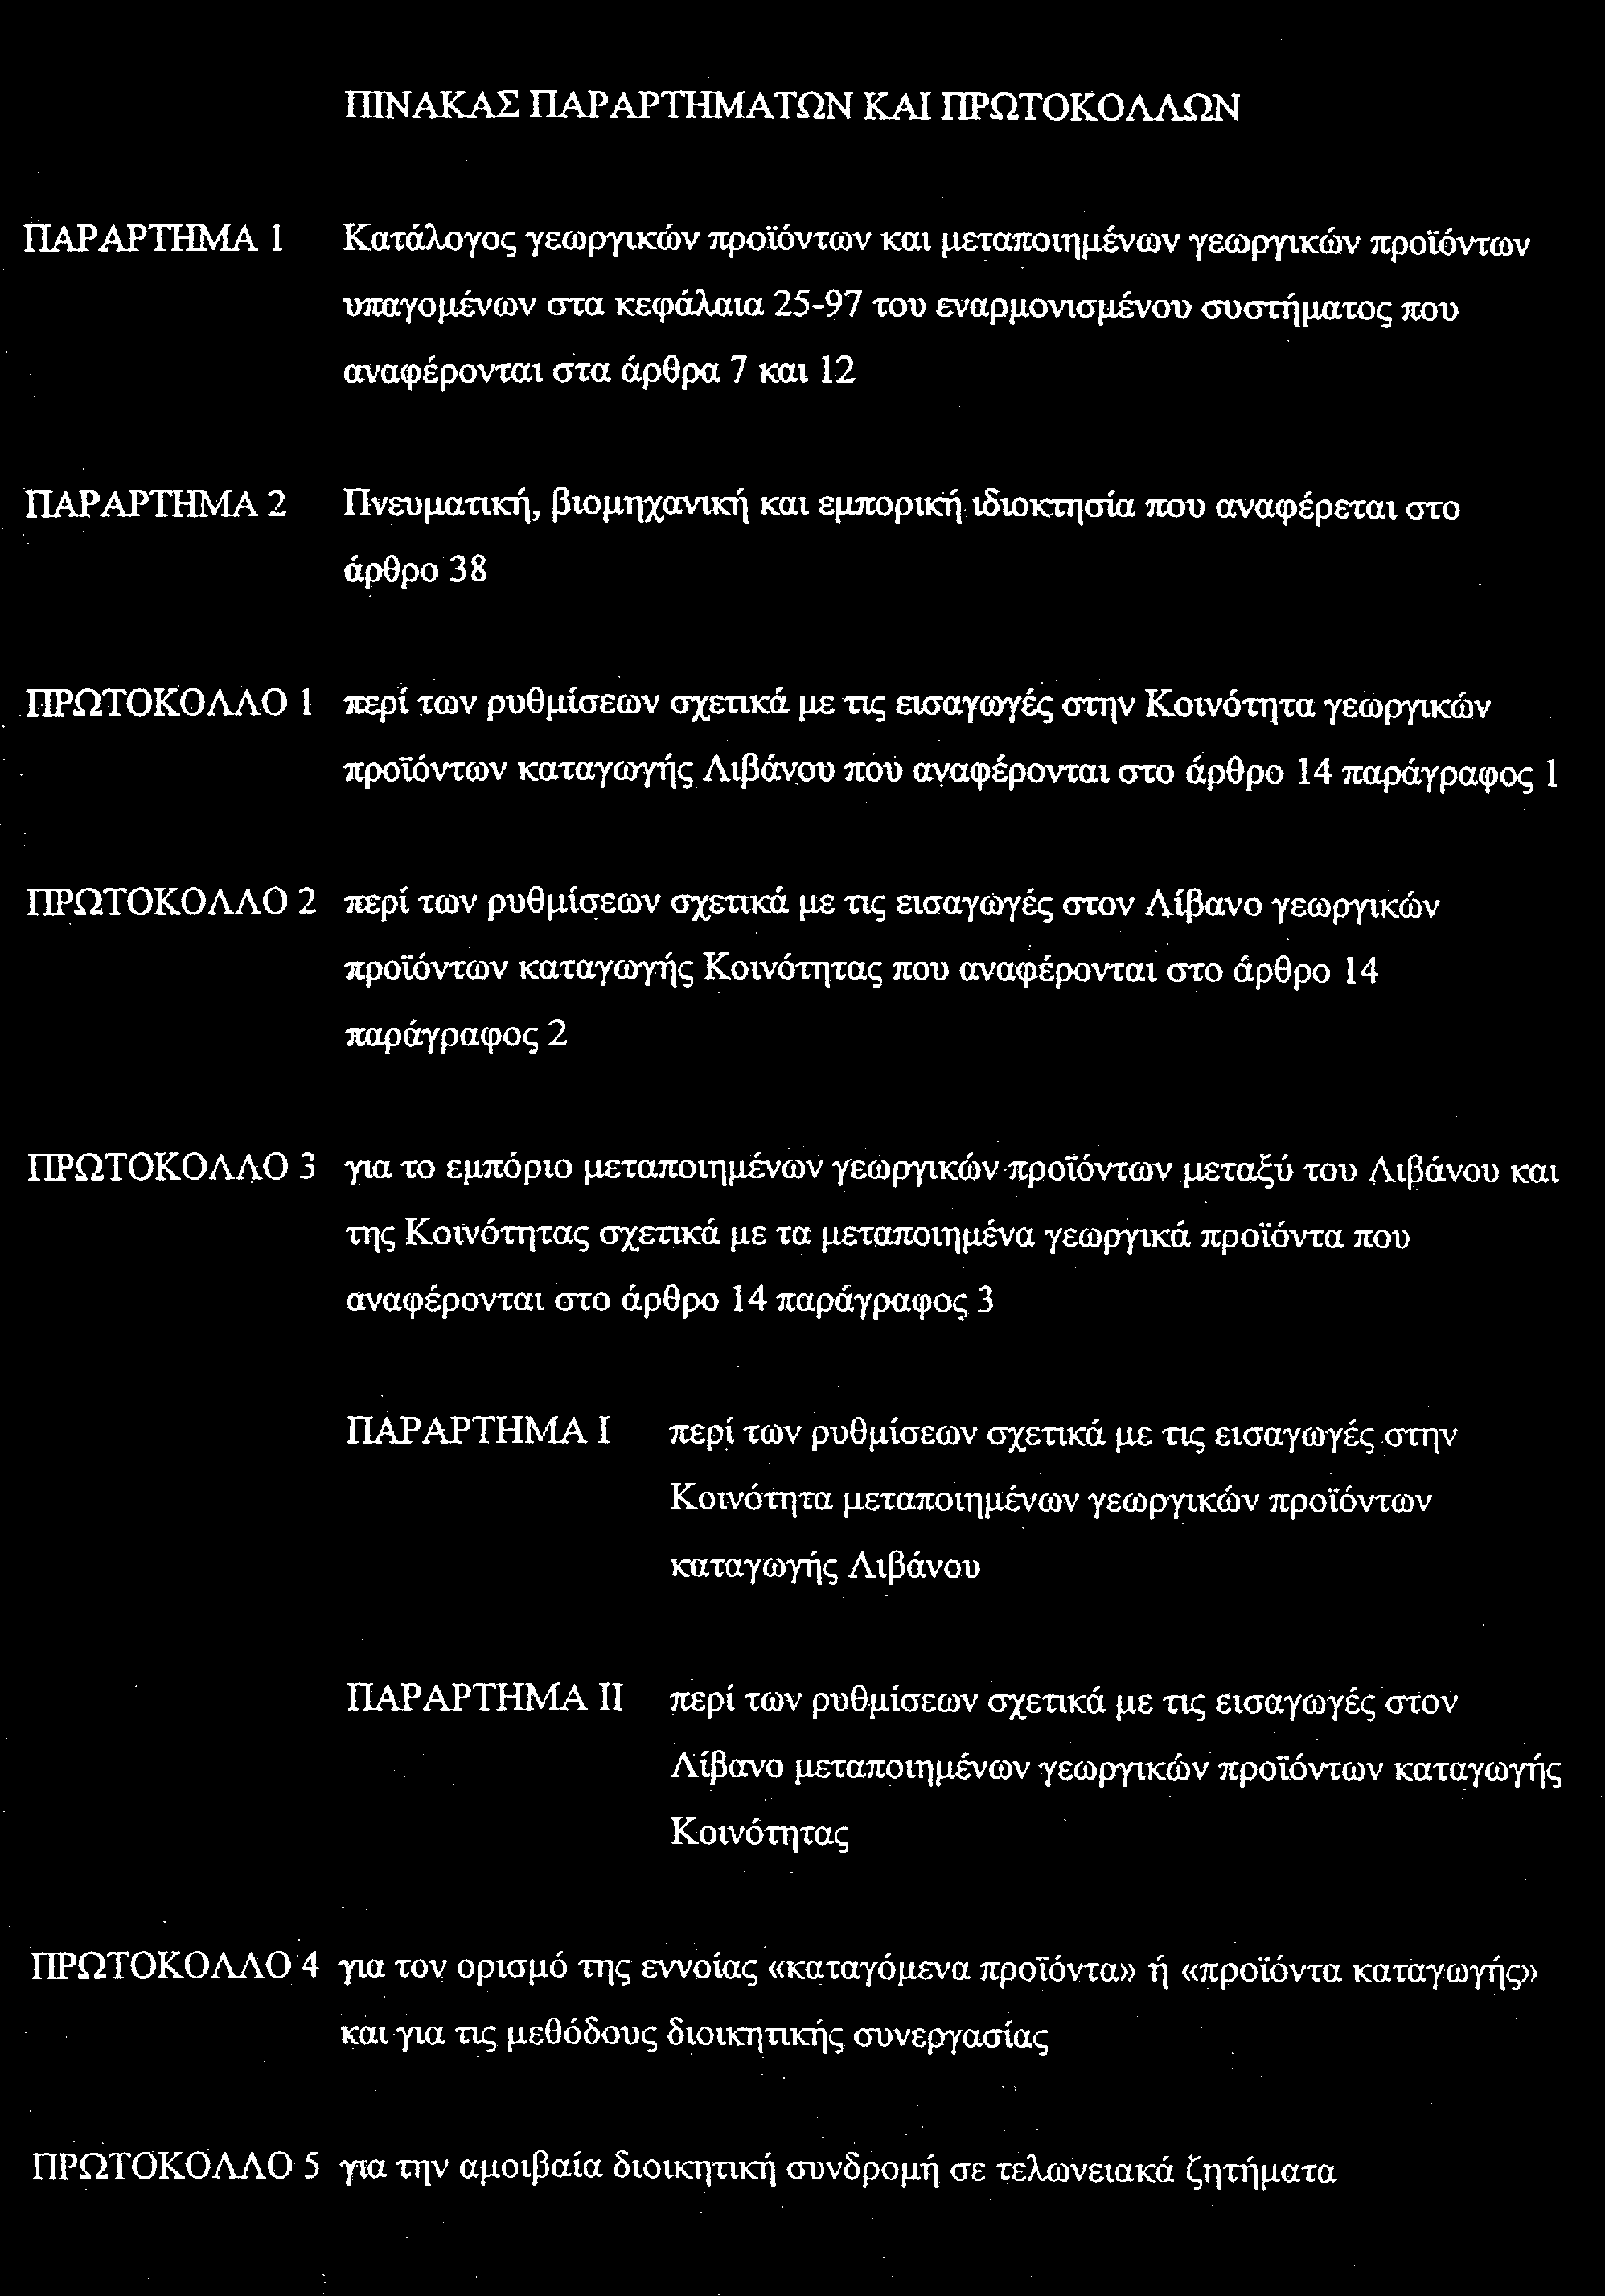 ΠΙΝΑΚΑΣ ΠΑΡΑΡΤΗΜΑΤΩΝ ΚΑΙ ΠΡΩΤΟΚΟΛΛΩΝ
ΠΑΡΑΡΤΗΜΑ 1 Κατάλογος γεωργικών προϊόντων και μεταποιημένων γεωργικών προϊόντων
υπαγομένων στα κεφάλαια 25-97 του εναρμονισμένου συστήματος που
αναφέρονται στα άρθρα 7 και 12
ΠΑΡΑΡΤΗΜΑ 2 Πνευματική, βιομηχανική και εμπορική ιδιοκτησία που αναφέρεται στο
άρθρο 38
ΠΡΩΤΟΚΟΛΛΟ 1 περί των ρυθμίσεων σχετικά με τις εισαγωγές στην Κοινότητα γεωργικών
προϊόντων καταγωγής Λιβάνου που αναφέρονται στο άρθρο 14 παράγραφος 1
ΠΡΩΤΟΚΟΛΛΟ 2 περί των ρυθμίσεων σχετικά με τις εισαγωγές στον Λίβανο γεωργικών
προϊόντων καταγωγής Κοινότητας που αναφέρονται στο άρθρο 14
παράγραφος 2
ΠΡΩΤΟΚΟΛΛΟ 3 για το εμπόριο μεταποιημένων γεωργικών προϊόντων μεταξύ του Λιβάνου και
της Κοινότητας σχετικά με τα μεταποιημένα γεωργικά προϊόντα που
αναφέρονται στο άρθρο 14 παράγραφος 3
ΠΑΡΑΡΤΗΜΑ Ι περί των ρυθμίσεων σχετικά με τις εισαγωγές στην
Κοινότητα μεταποιημένων γεωργικών προϊόντων
καταγωγής Λιβάνου
ΠΑΡΑΡΤΗΜΑ ΙΙ περί των ρυθμίσεων σχετικά με τις εισαγωγές στον
Λίβανο μεταποιημένων γεωργικών προϊόντων καταγωγής
Κοινότητας
ΠΡΩΤΟΚΟΛΛΟ 4 για τον ορισμό της εννοίας «καταγόμενα προϊόντα» ή «προϊόντα καταγωγής»
και για τις μεθόδους διοικητικής συνεργασίας
ΠΡΩΤΟΚΟΛΛΟ 5 για την αμοιβαία διοικητική συνδρομή σε τελωνειακά ζητήματα